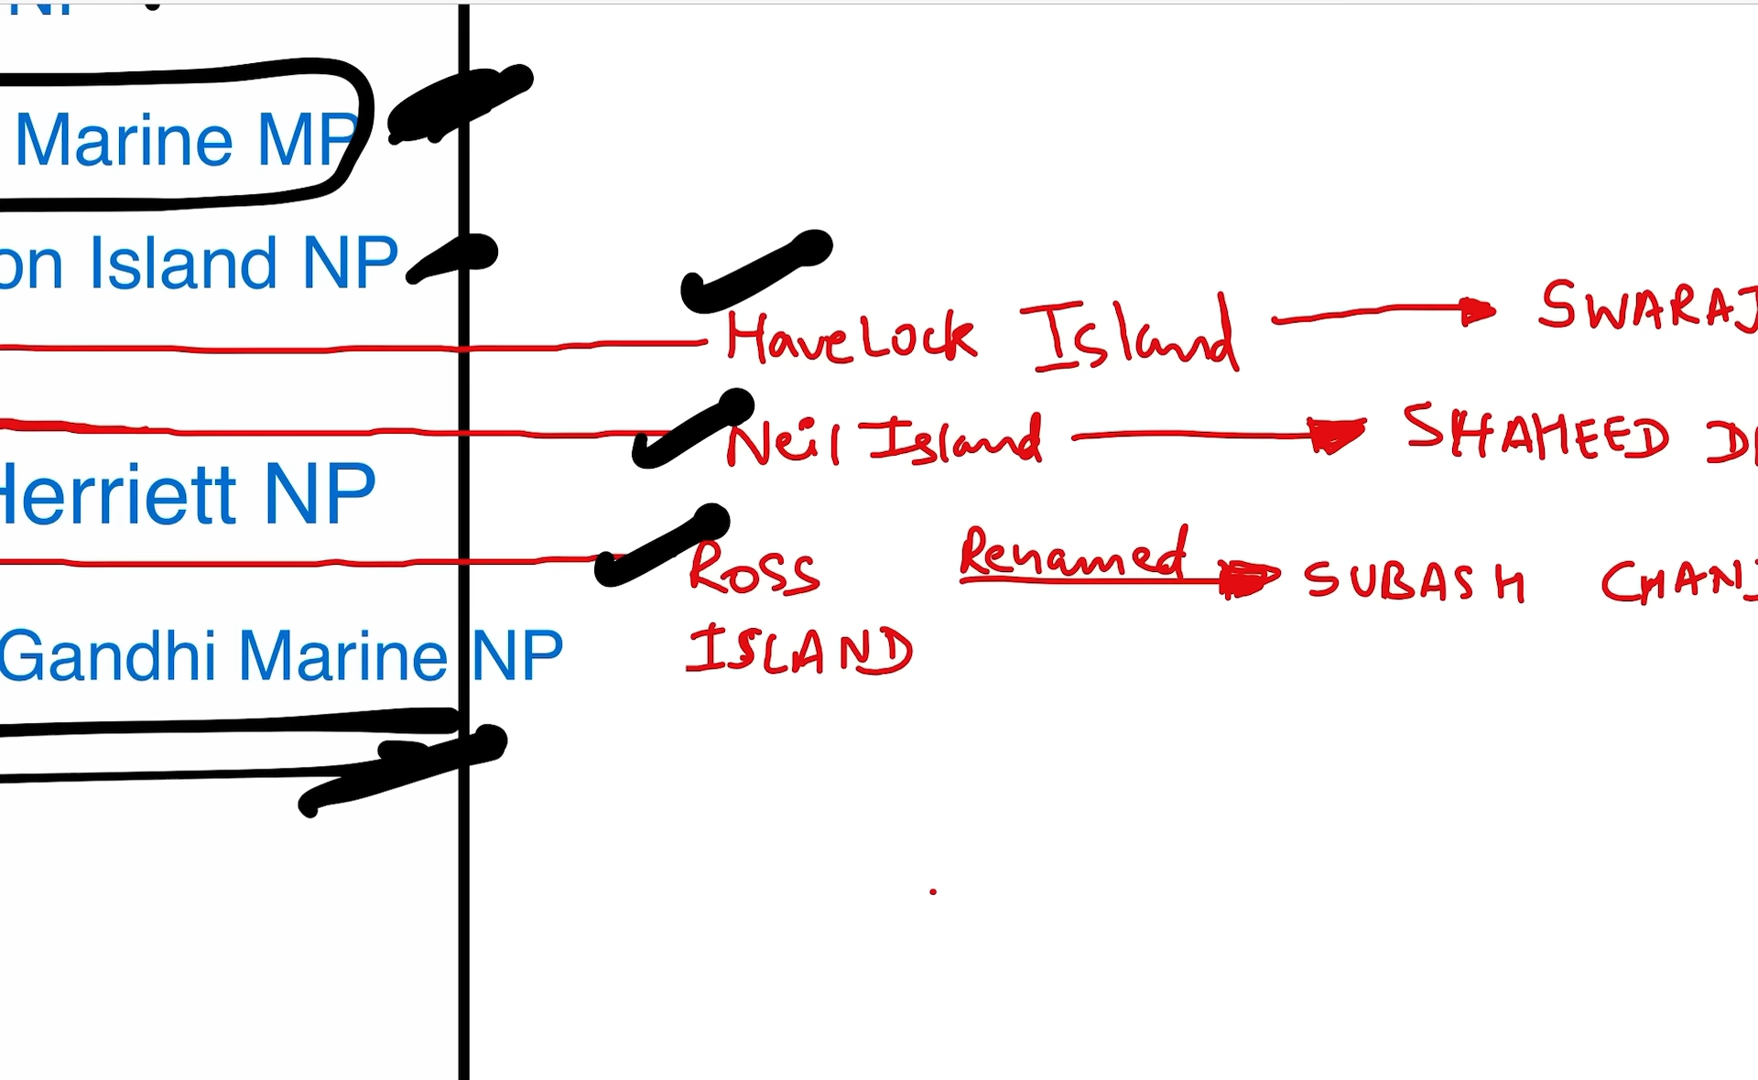 Marine MP
on Island NP
HaveLock Island → SWARAJ
Neil Island → SHAHEED
Herriett NP
Ross Renamed → SUBASH CHAN
ISLAND
Gandhi Marine NP